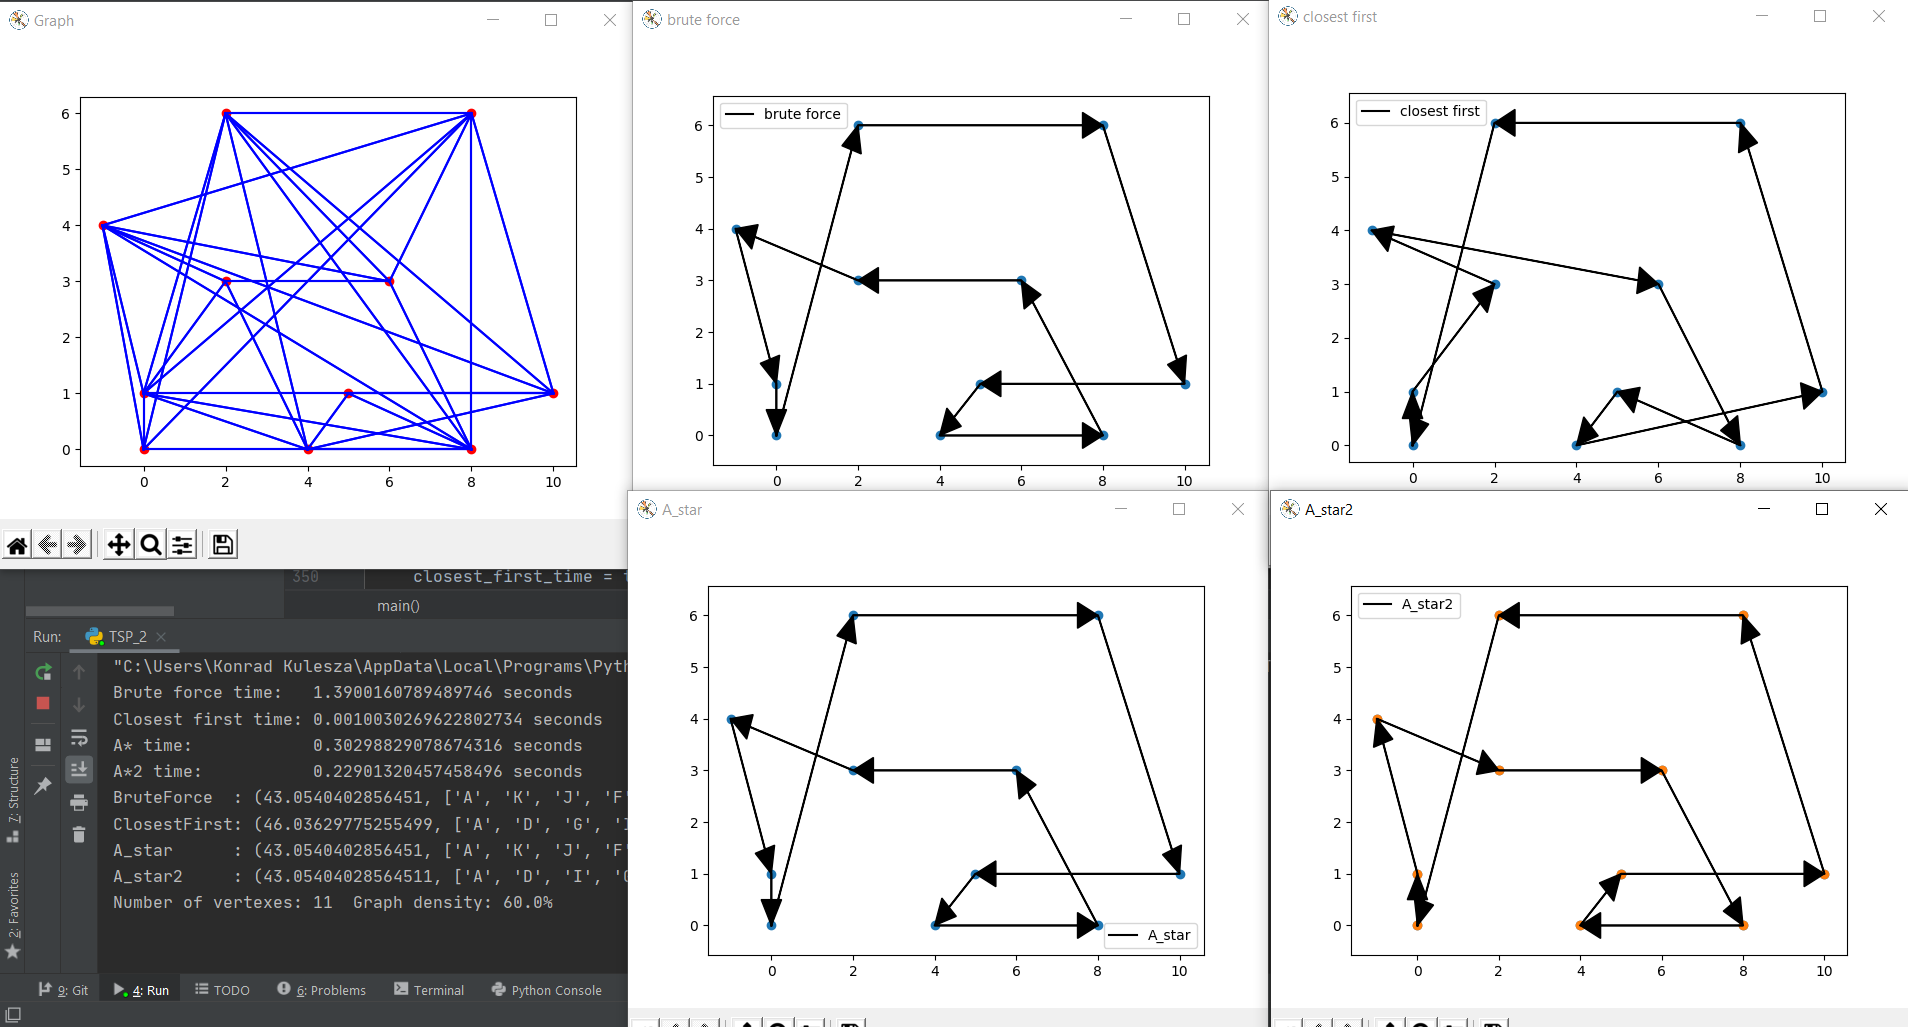 Graph
6
5
4
3
2
1
0
0 2 4 6 8 10
brute force
brute force
6
5
4
3
2
1
0
0 2 4 6 8 10
closest first
closest first
6
5
4
3
2
1
0
0 2 4 6 8 10
350 closest_first_time =
main()
Run: TSP_2
"C:\Users\Konrad Kulesza\AppData\Local\Programs\Pyth
Brute force time: 1.3900160789489746 seconds
Closest first time: 0.0010030269622802734 seconds
A* time: 0.30298829078674316 seconds
A*2 time: 0.22901320457458496 seconds
BruteForce : (43.0540402856451, ['A', 'K', 'J', 'F'
ClosestFirst: (46.03629775255499, ['A', 'D', 'G', '
A_star : (43.0540402856451, ['A', 'K', 'J', 'F'
A_star2 : (43.05404028564511, ['A', 'D', 'I', '
Number of vertexes: 11 Graph density: 60.0%
7: Structure
2: Favorites
9: Git 4: Run TODO 6: Problems Terminal Python Console
A_star
6
5
4
3
2
1
0
A_star
0 2 4 6 8 10
A_star2
A_star2
6
5
4
3
2
1
0
0 2 4 6 8 10